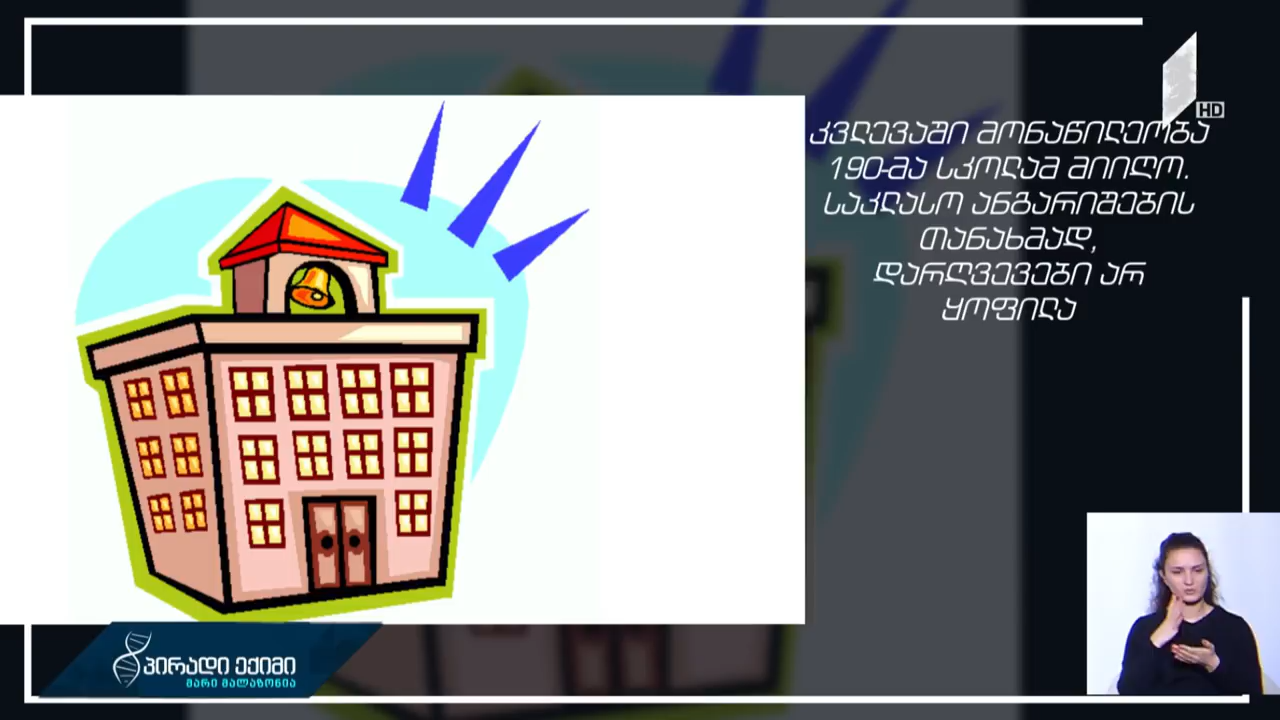 HD
კვლევაში მონაწილეობა
190-მა სკოლამ მიიღო.
საკლასო ანგარიშების
თანახმად,
დარღვევები არ
ყოფილა
პირადი ექიმი
მარი მალაზონია